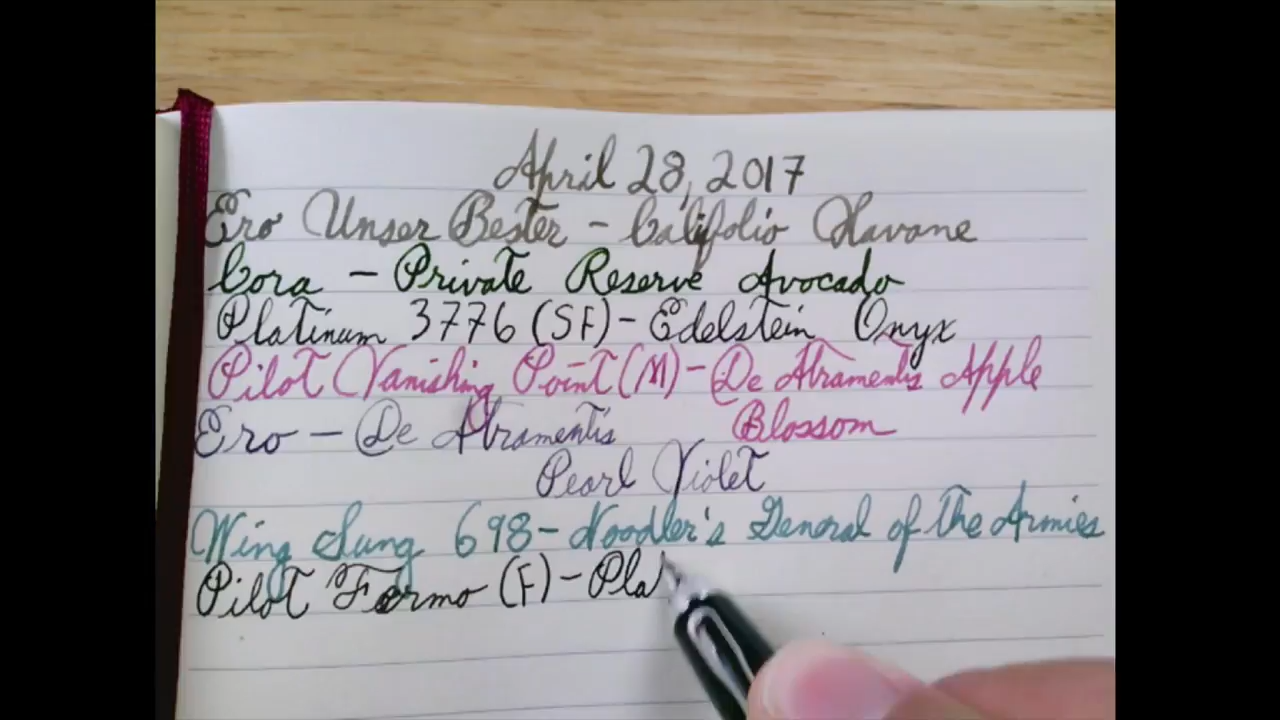 April 28, 2017
Ero Unser Bester - Califolio Havane
Cora - Private Reserve Avocado
Platinum 3776 (SF) - Edelstein Onyx
Pilot Vanishing Point (M) - De Atramentis Apple
Blossom
Ero - De Atramentis
Pearl Violet
Wing Sung 698 - Noodler's General of the Armies
Pilot Fermo (F) - Pla